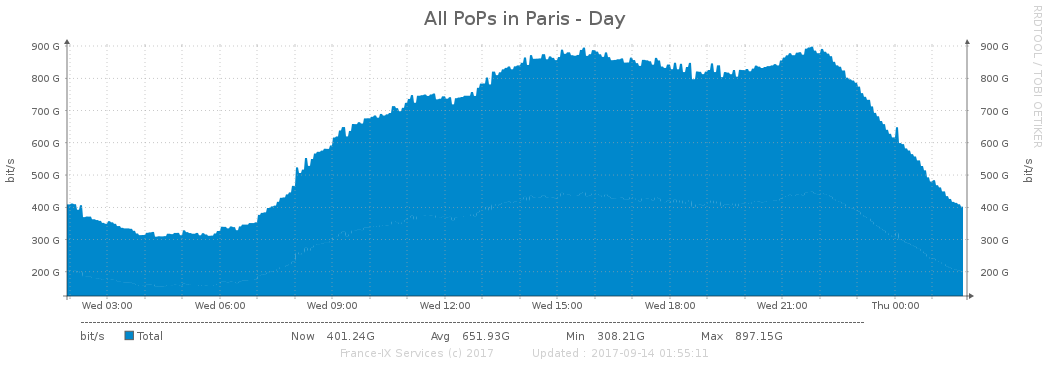 All PoPs in Paris - Day
RRDTOOL / TOBI OETIKER
900 G 900 G
800 G 800 G
700 G 700 G
600 G 600 G
500 G 500 G
400 G 400 G
300 G 300 G
200 G 200 G
bit/s bit/s
Wed 03:00 Wed 06:00 Wed 09:00 Wed 12:00 Wed 15:00 Wed 18:00 Wed 21:00 Thu 00:00
bit/s Total Now 401.24G Avg 651.93G Min 308.21G Max 897.15G
France-IX Services (c) 2017 Updated : 2017-09-14 01:55:11